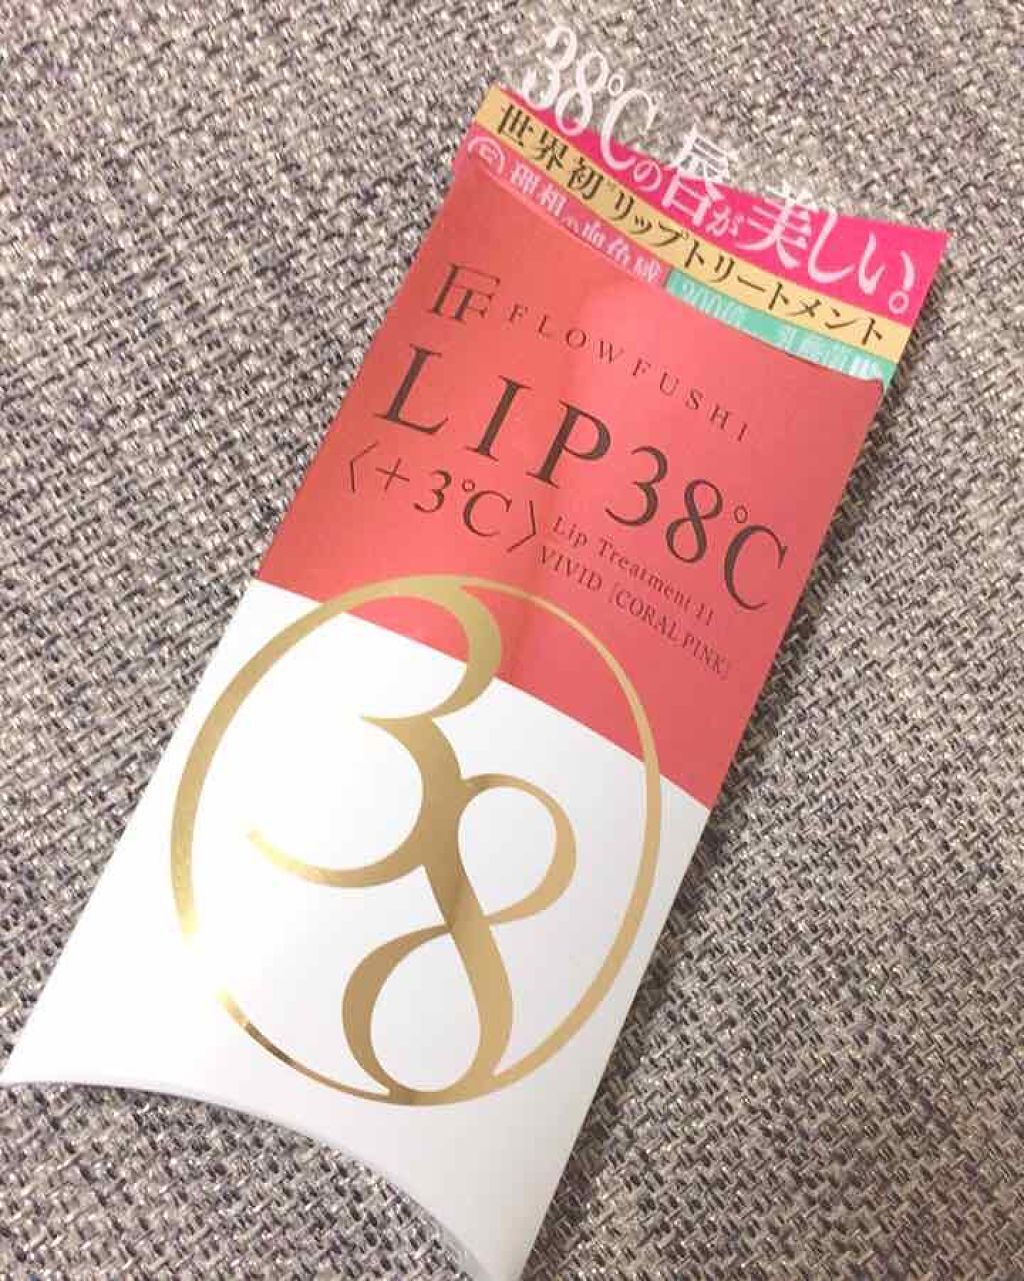 38℃の唇が美しい。
世界初 リップトリートメント
FLOWFUSHI
LIP38℃
〈+3℃〉
Lip Treatment 11
VIVID [CORAL PINK]
38